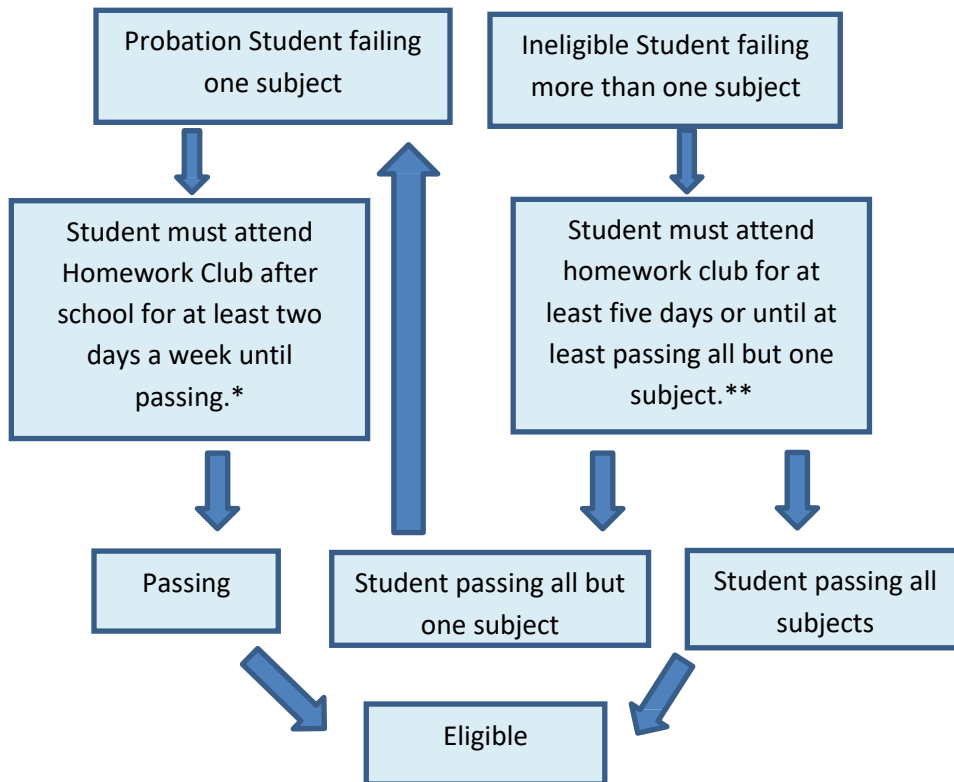 Probation Student failing
one subject
Ineligible Student failing
more than one subject
Student must attend
Homework Club after
school for at least two
days a week until
passing.*
Student must attend
homework club for at
least five days or until at
least passing all but one
subject.**
Passing
Student passing all but
one subject
Student passing all
subjects
Eligible